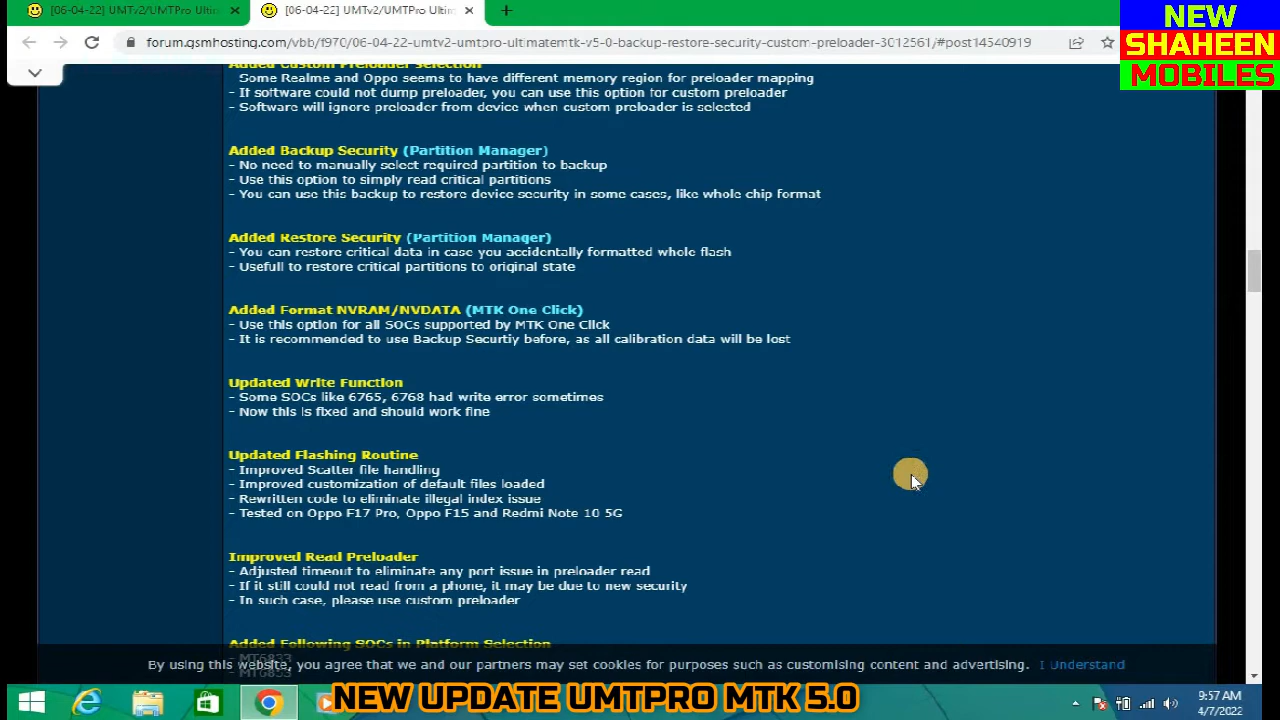 [06-04-22] UMTv2/UMTPro Ultim
[06-04-22] UMTv2/UMTPro Ultim
forum.gsmhosting.com/vbb/f970/06-04-22-umtv2-umtpro-ultimatemtk-v5-0-backup-restore-security-custom-preloader-3012561/#post14540919
NEW
SHAHEEN
MOBILES
Added Custom Preloader Selection
Some Realme and Oppo seems to have different memory region for preloader mapping
- If software could not dump preloader, you can use this option for custom preloader
- Software will ignore preloader from device when custom preloader is selected
Added Backup Security (Partition Manager)
- No need to manually select required partition to backup
- Use this option to simply read critical partitions
- You can use this backup to restore device security in some cases, like whole chip format
Added Restore Security (Partition Manager)
- You can restore critical data in case you accidentally formatted whole flash
- Usefull to restore critical partitions to original state
Added Format NVRAM/NVDATA (MTK One Click)
- Use this option for all SOCs supported by MTK One Click
- It is recommended to use Backup Securtiy before, as all calibration data will be lost
Updated Write Function
- Some SOCs like 6765, 6768 had write error sometimes
- Now this is fixed and should work fine
Updated Flashing Routine
- Improved Scatter file handling
- Improved customization of default files loaded
- Rewritten code to eliminate illegal index issue
- Tested on Oppo F17 Pro, Oppo F15 and Redmi Note 10 5G
Improved Read Preloader
- Adjusted timeout to eliminate any port issue in preloader read
- If it still could not read from a phone, it may be due to new security
- In such case, please use custom preloader
Added Following SOCs in Platform Selection
- MT6833
- MT6853
By using this website, you agree that we and our partners may set cookies for purposes such as customising content and advertising. I Understand
NEW UPDATE UMTPRO MTK 5.0
9:57 AM
4/7/2022